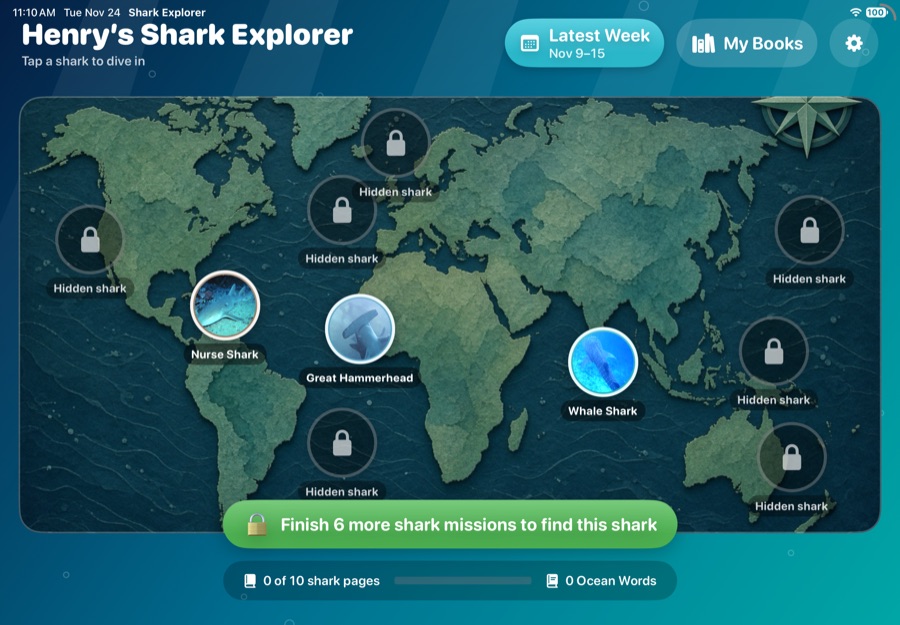 11:10 AM Tue Nov 24 Shark Explorer
100
Henry's Shark Explorer
Tap a shark to dive in
Latest Week
Nov 9–15
My Books
Hidden shark
Hidden shark
Hidden shark
Hidden shark
Nurse Shark
Great Hammerhead
Whale Shark
Hidden shark
Hidden shark
Hidden shark
Finish 6 more shark missions to find this shark
0 of 10 shark pages
0 Ocean Words